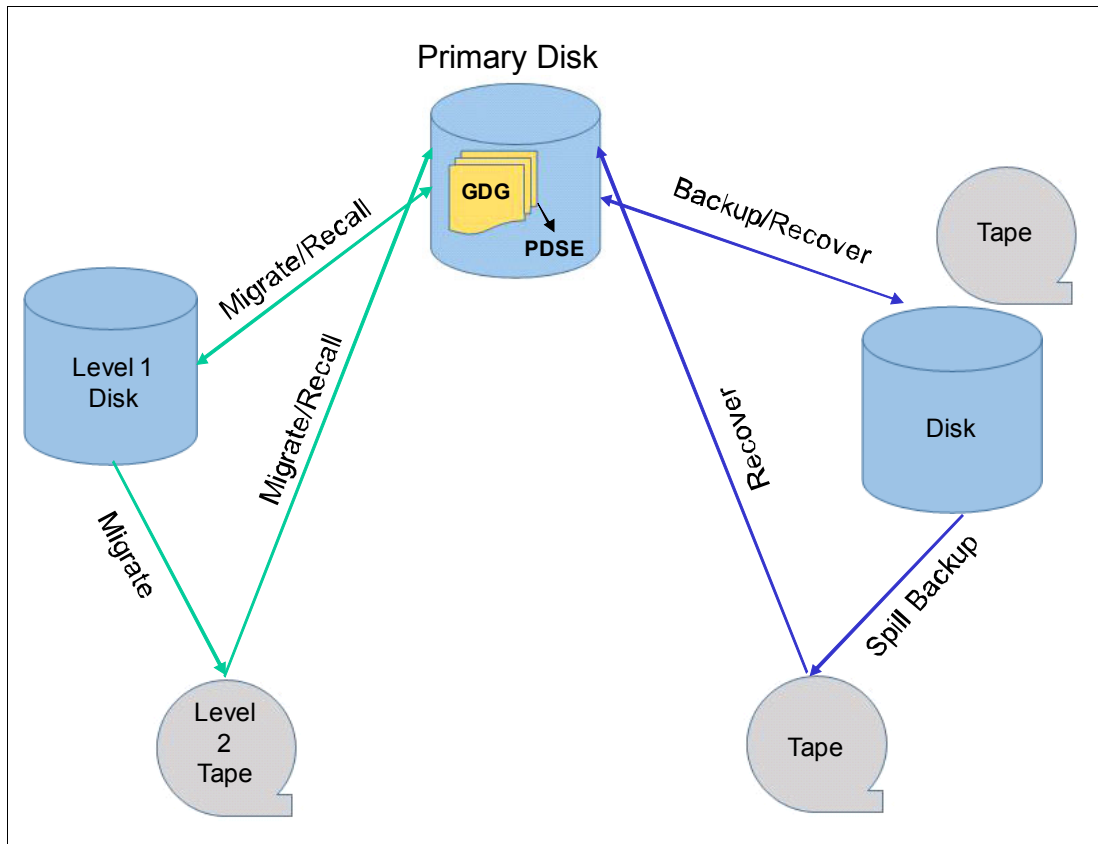 Primary Disk
GDG
PDSE
Migrate/Recall
Backup/Recover
Tape
Level 1
Disk
Migrate/Recall
Recover
Disk
Migrate
Spill Backup
Level
2
Tape
Tape